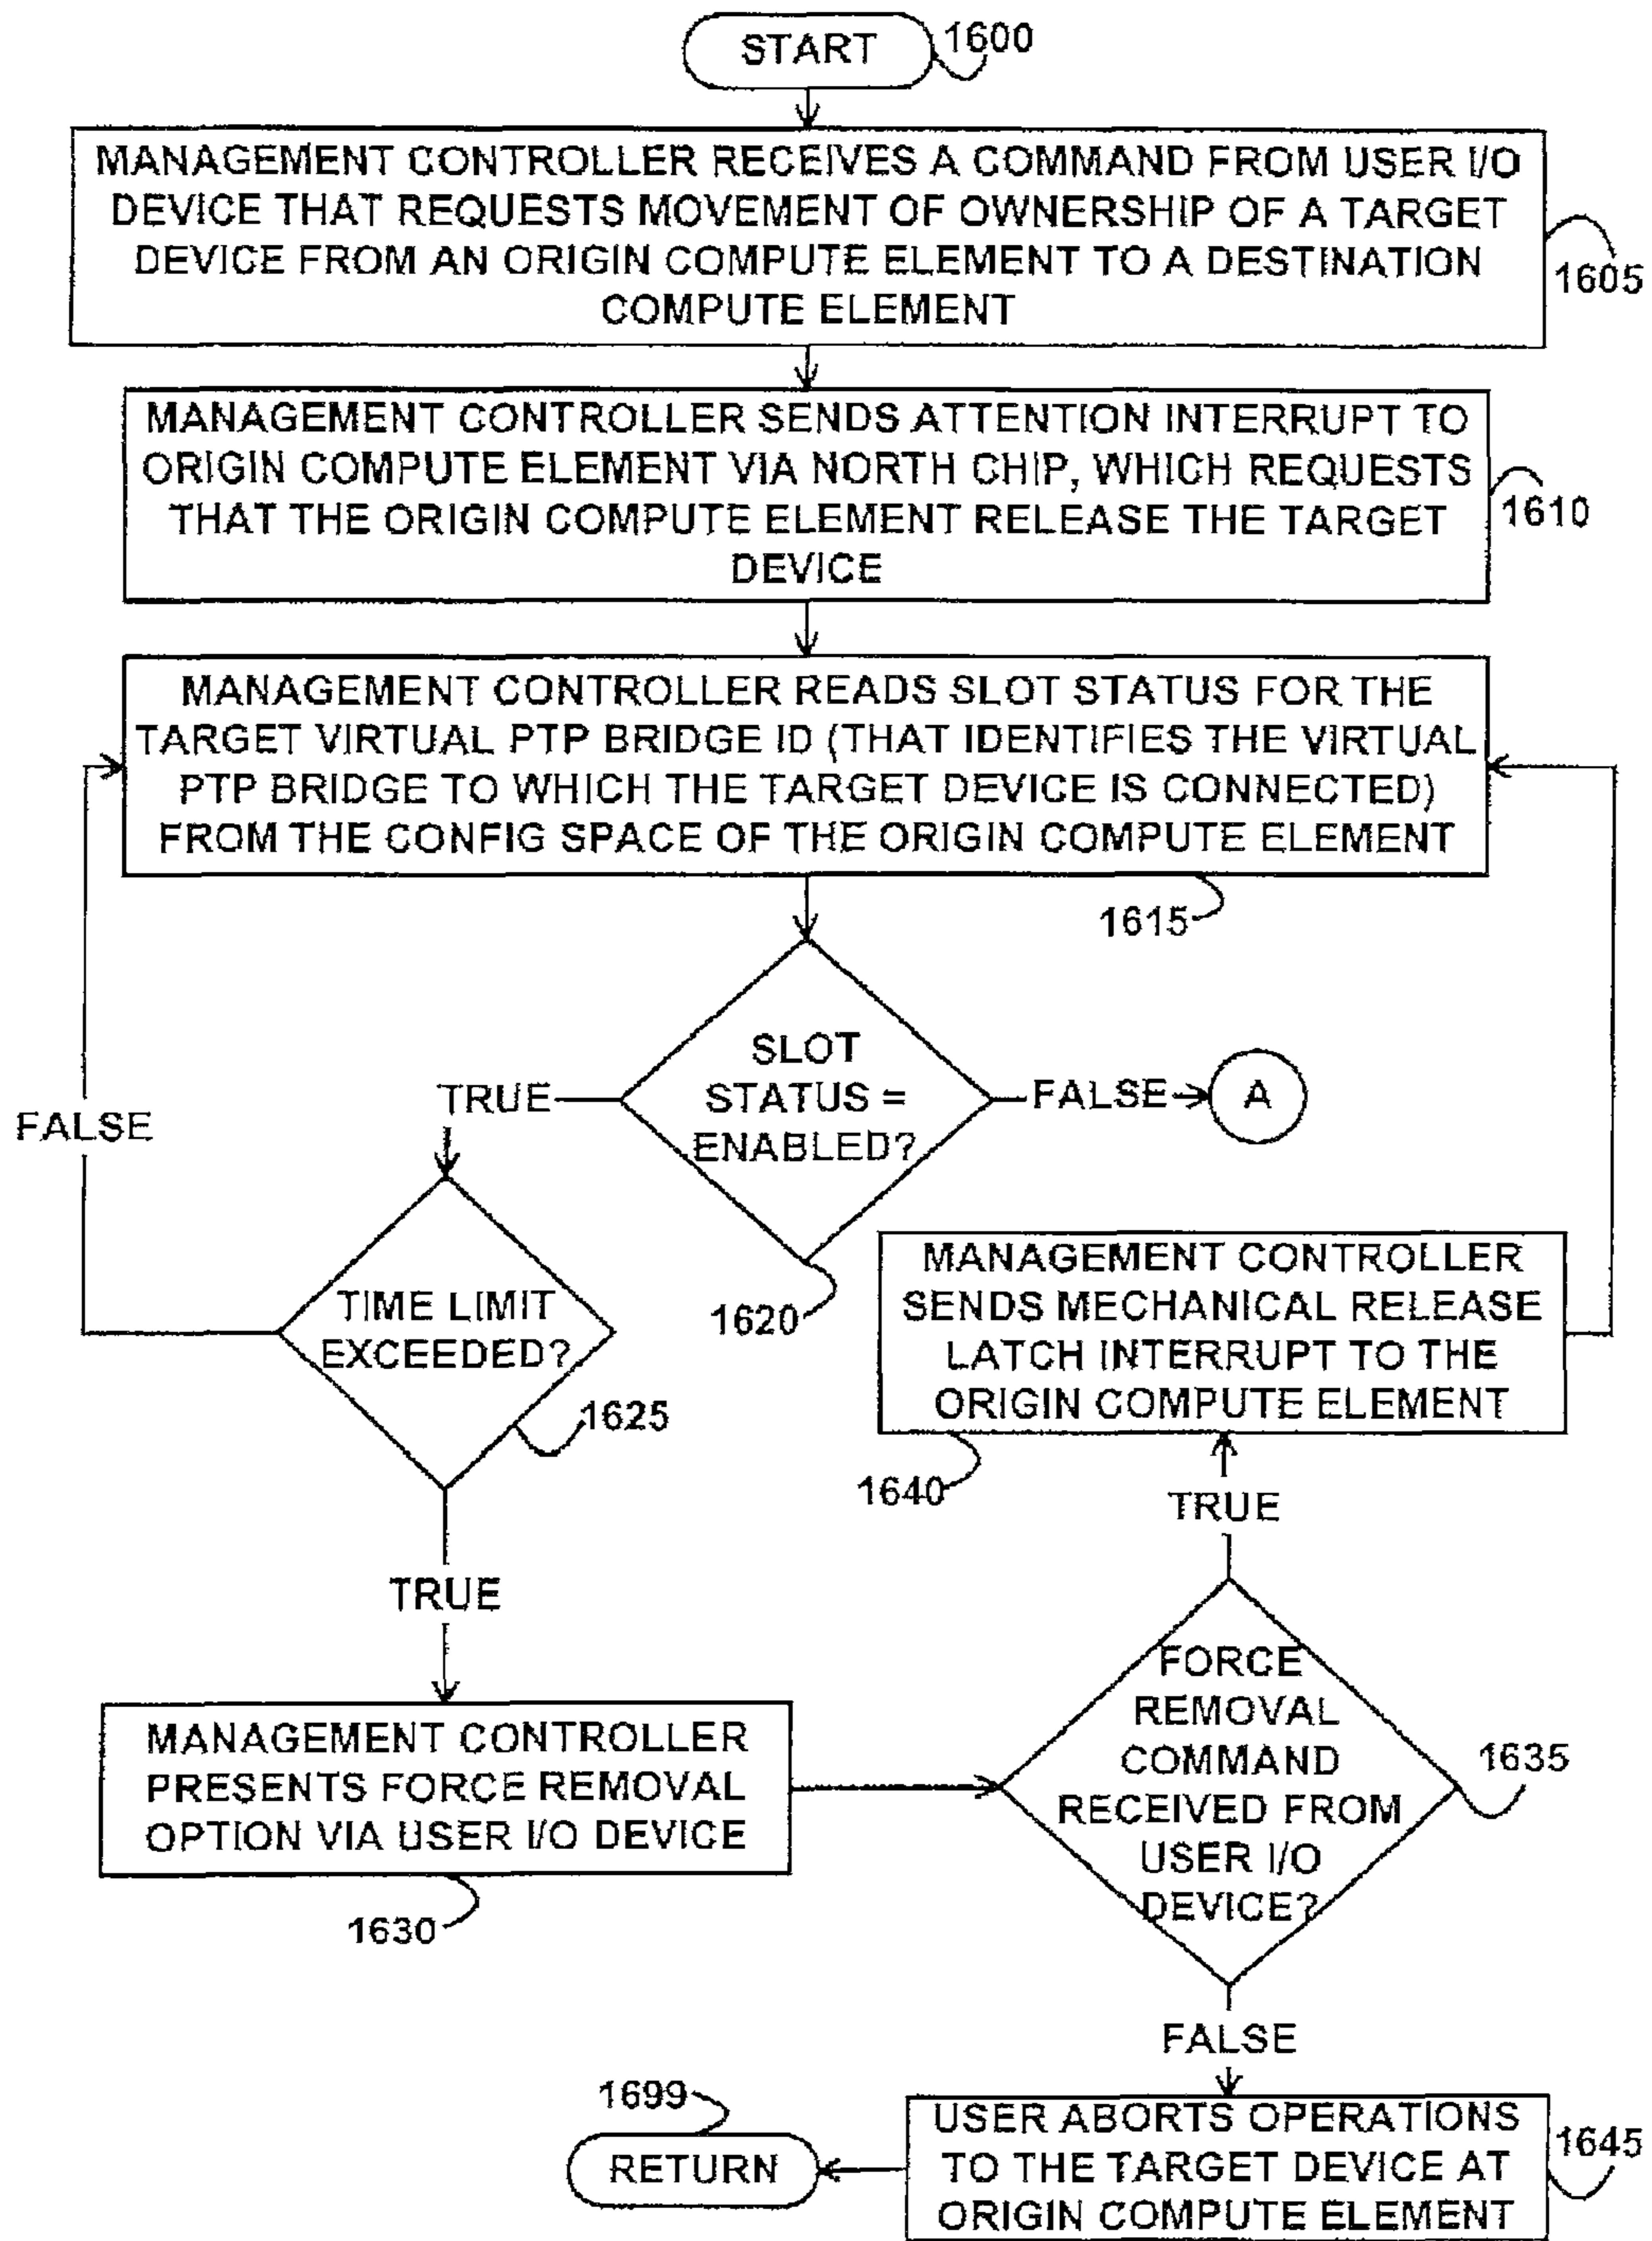 START
1600
MANAGEMENT CONTROLLER RECEIVES A COMMAND FROM USER I/O
DEVICE THAT REQUESTS MOVEMENT OF OWNERSHIP OF A TARGET
DEVICE FROM AN ORIGIN COMPUTE ELEMENT TO A DESTINATION
COMPUTE ELEMENT
1605
MANAGEMENT CONTROLLER SENDS ATTENTION INTERRUPT TO
ORIGIN COMPUTE ELEMENT VIA NORTH CHIP, WHICH REQUESTS
THAT THE ORIGIN COMPUTE ELEMENT RELEASE THE TARGET
DEVICE
1610
MANAGEMENT CONTROLLER READS SLOT STATUS FOR THE
TARGET VIRTUAL PTP BRIDGE ID (THAT IDENTIFIES THE VIRTUAL
PTP BRIDGE TO WHICH THE TARGET DEVICE IS CONNECTED)
FROM THE CONFIG SPACE OF THE ORIGIN COMPUTE ELEMENT
1615
SLOT
STATUS =
ENABLED?
1620
TRUE
FALSE
A
FALSE
TIME LIMIT
EXCEEDED?
1625
MANAGEMENT CONTROLLER
SENDS MECHANICAL RELEASE
LATCH INTERRUPT TO THE
ORIGIN COMPUTE ELEMENT
1640
TRUE
TRUE
MANAGEMENT CONTROLLER
PRESENTS FORCE REMOVAL
OPTION VIA USER I/O DEVICE
1630
FORCE
REMOVAL
COMMAND
RECEIVED FROM
USER I/O
DEVICE?
1635
FALSE
USER ABORTS OPERATIONS
TO THE TARGET DEVICE AT
ORIGIN COMPUTE ELEMENT
1645
1699
RETURN